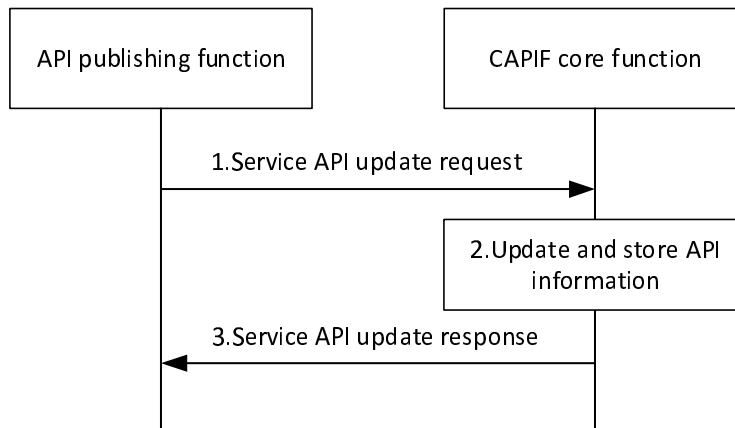 API publishing function
CAPIF core function
1.Service API update request
2.Update and store API
information
3.Service API update response